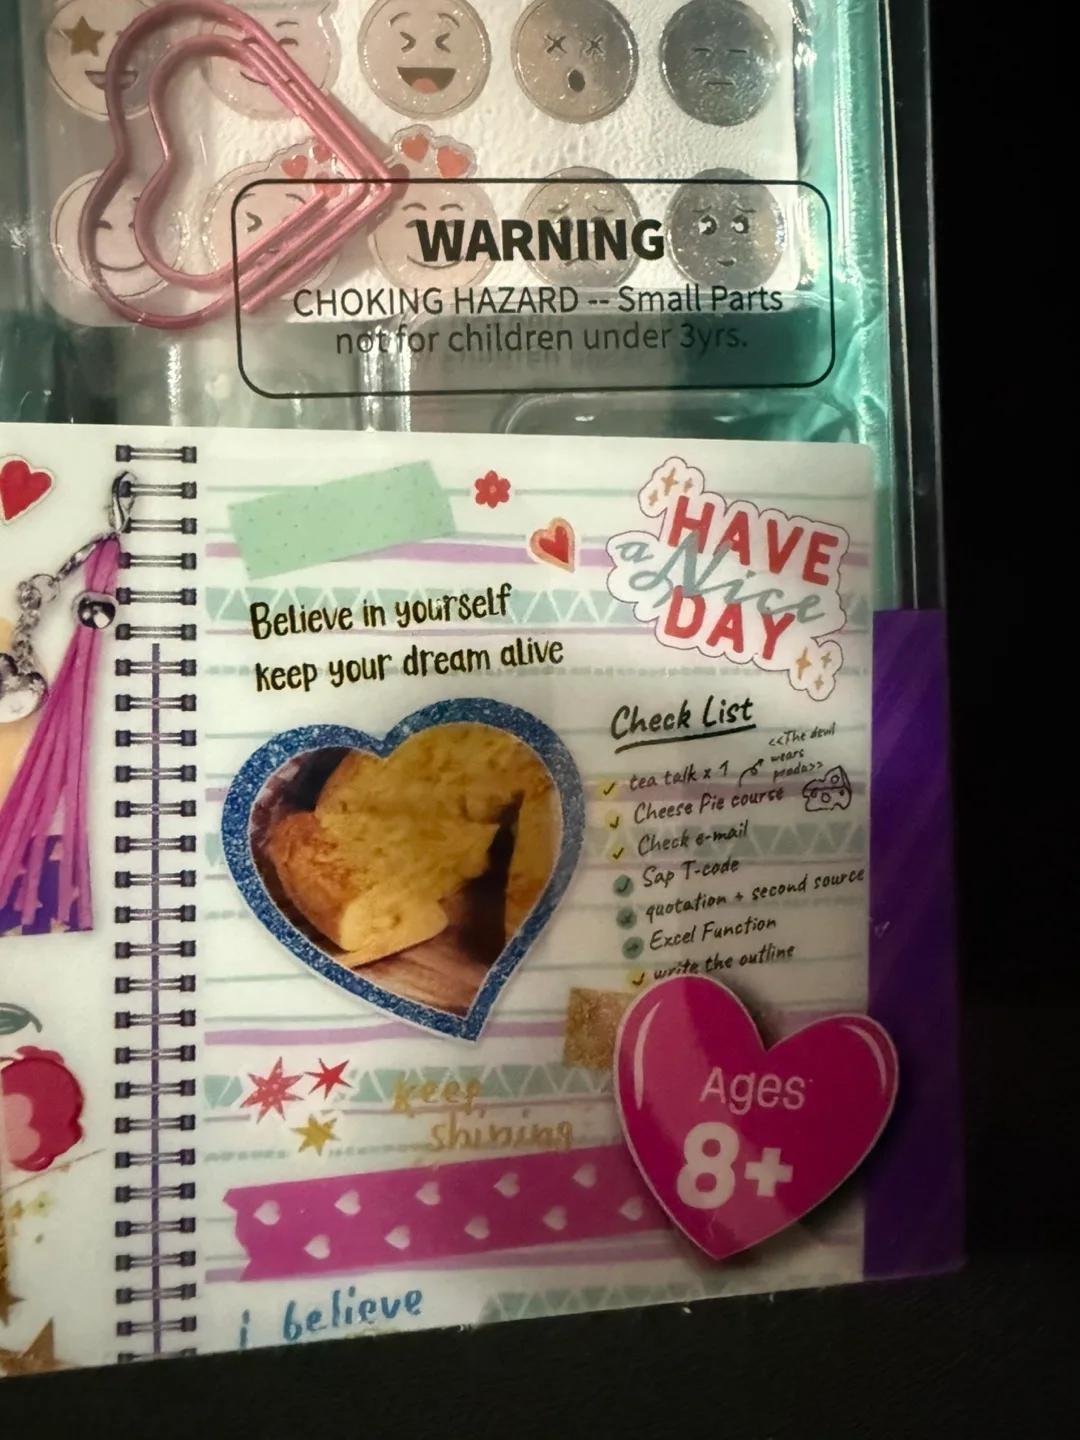 WARNING
CHOKING HAZARD -- Small Parts
not for children under 3yrs.
HAVE
a Nice
DAY
Believe in yourself
keep your dream alive
Check List
<<The devil
wears
prada>>
tea talk x 1
Cheese Pie course
Check e-mail
Sap T-code
quotation + second source
Excel Function
write the outline
keep
shining
Ages
8+
i believe